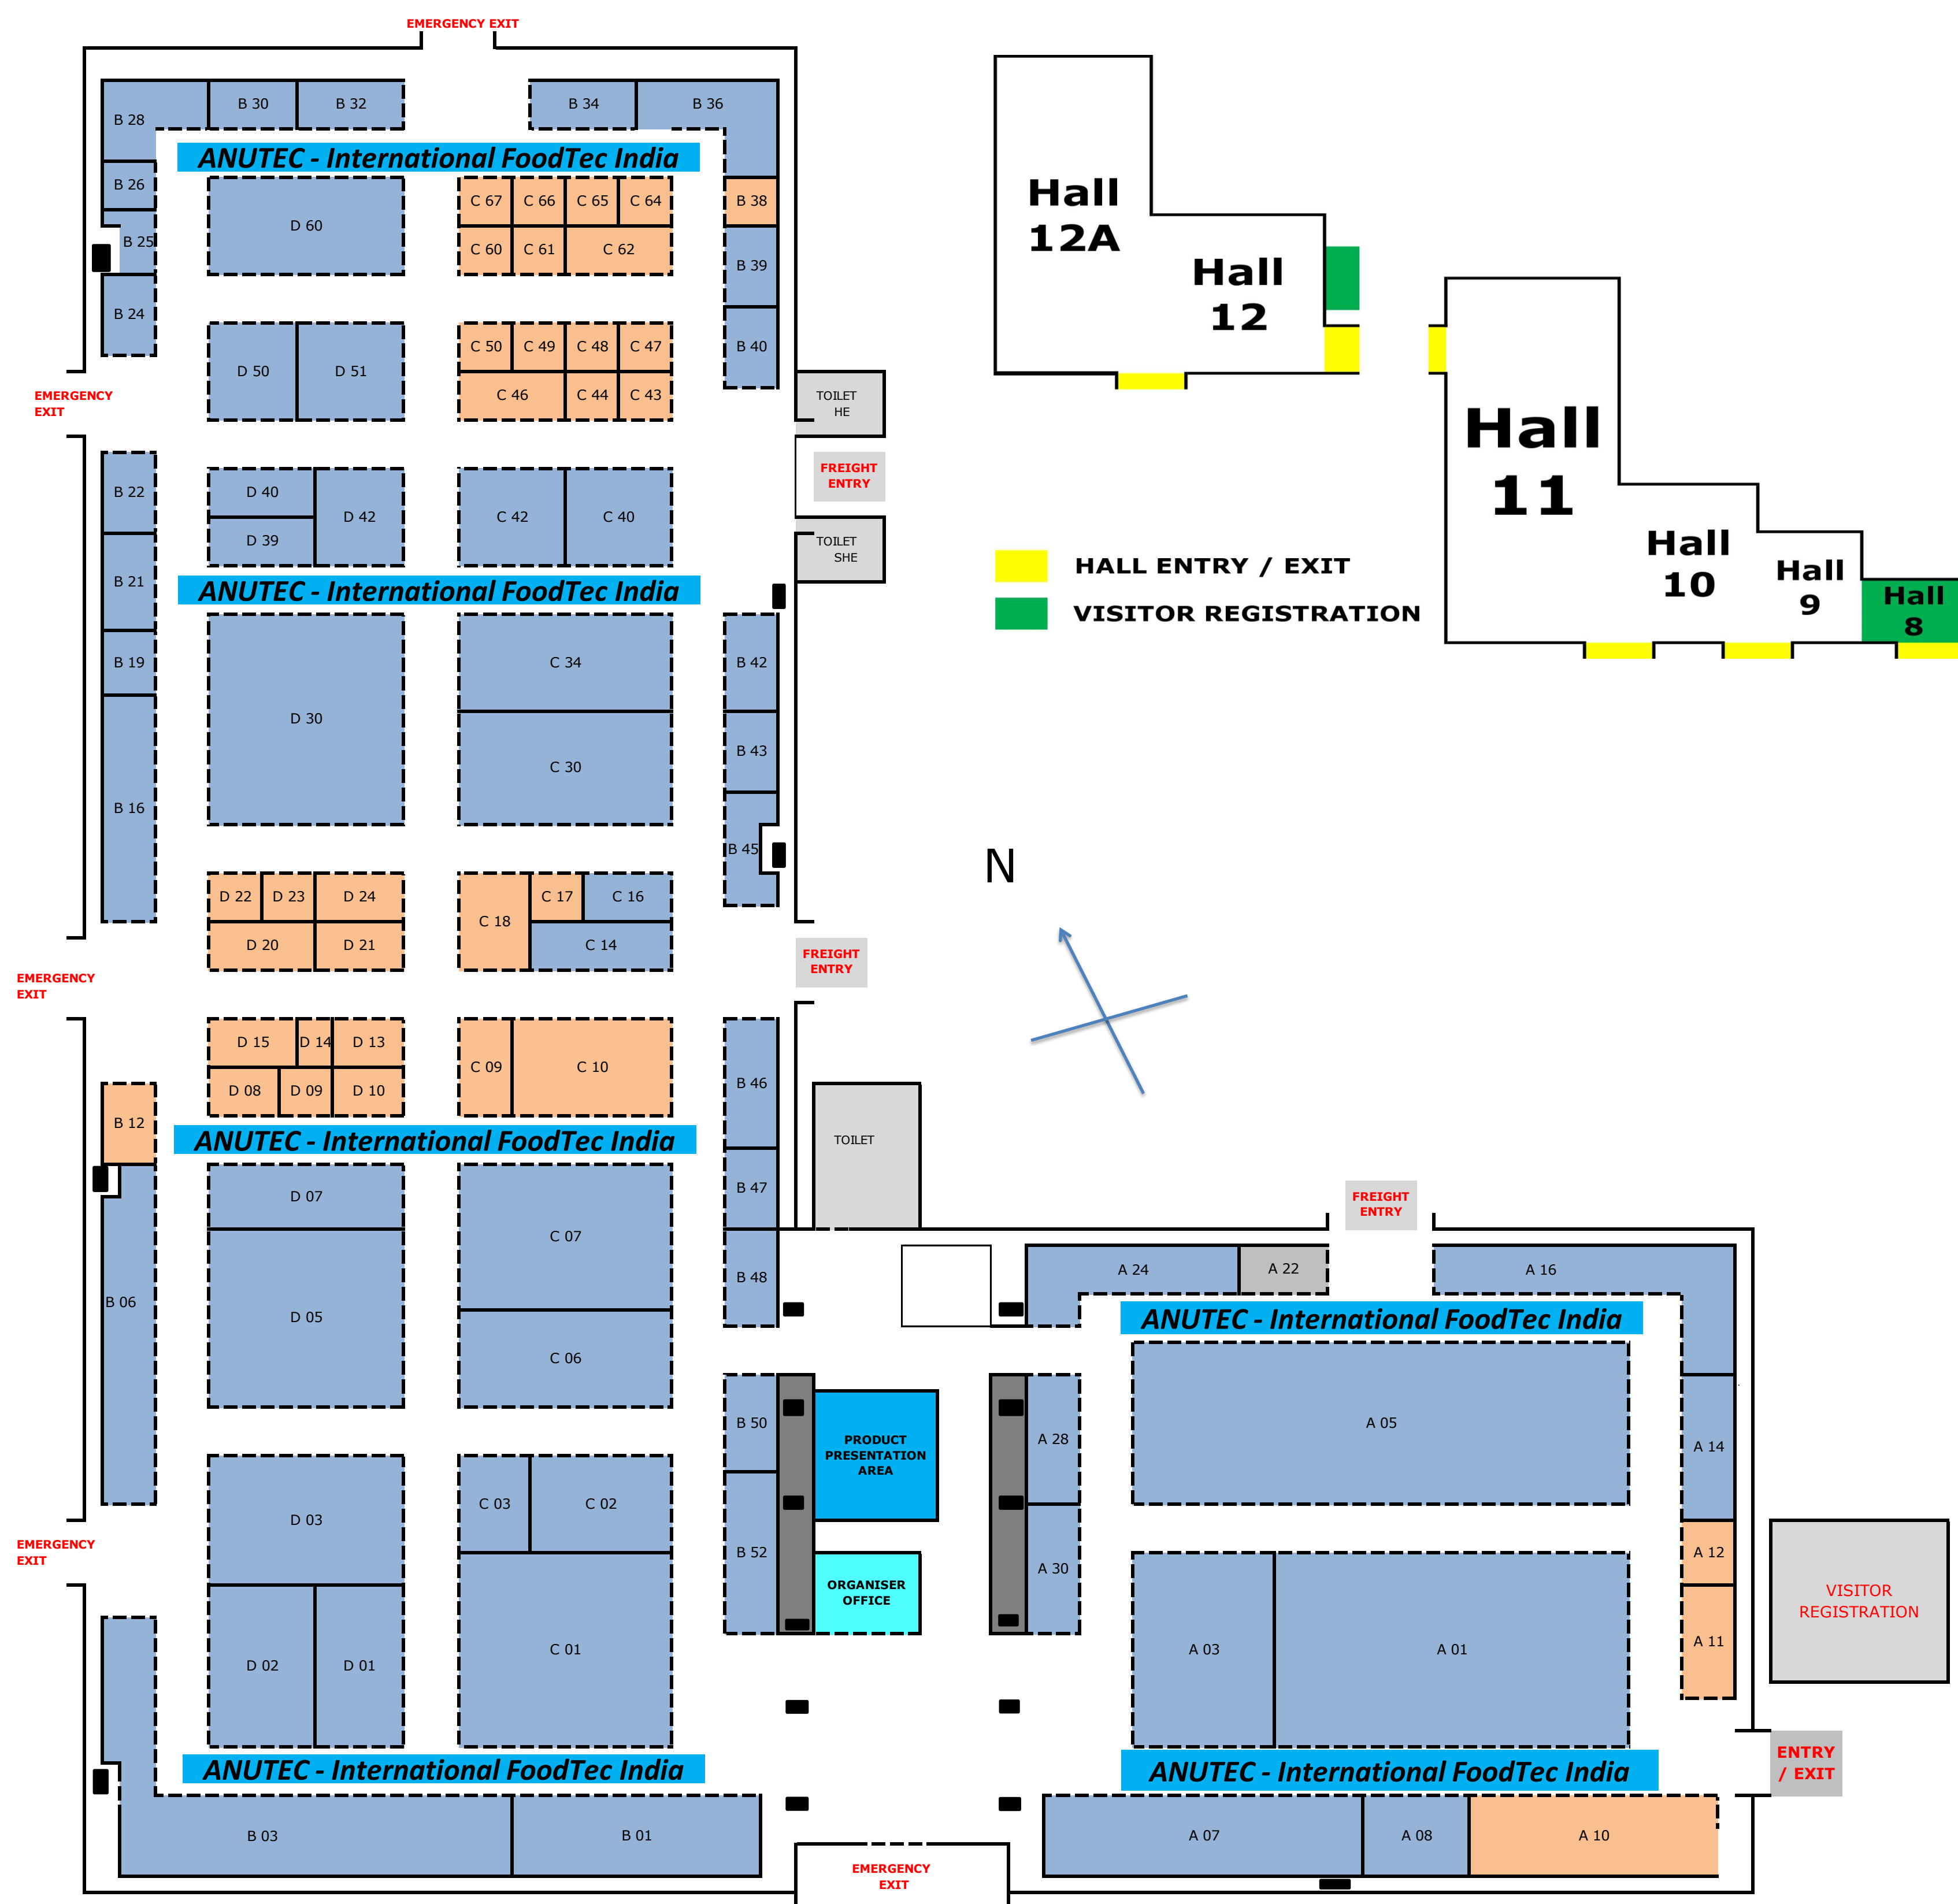 EMERGENCY EXIT
B 28
B 30
B 32
B 34
B 36
ANUTEC - International FoodTec India
B 26
B 25
B 24
D 60
C 67
C 66
C 65
C 64
C 60
C 61
C 62
B 38
B 39
B 40
D 50
D 51
C 50
C 49
C 48
C 47
C 46
C 44
C 43
EMERGENCY
EXIT
TOILET
HE
FREIGHT
ENTRY
TOILET
SHE
B 22
B 21
B 19
B 16
D 40
D 39
D 42
C 42
C 40
ANUTEC - International FoodTec India
D 30
C 34
C 30
B 42
B 43
B 45
D 22
D 23
D 24
D 20
D 21
C 18
C 17
C 16
C 14
FREIGHT
ENTRY
EMERGENCY
EXIT
D 15
D 14
D 13
D 08
D 09
D 10
C 09
C 10
B 46
B 12
ANUTEC - International FoodTec India
TOILET
B 06
D 07
D 05
C 07
C 06
B 47
B 48
B 50
B 52
D 03
D 02
D 01
C 03
C 02
C 01
EMERGENCY
EXIT
PRODUCT
PRESENTATION
AREA
ORGANISER
OFFICE
ANUTEC - International FoodTec India
B 03
B 01
EMERGENCY
EXIT
Hall
12A
Hall
12
Hall
11
Hall
10
Hall
9
Hall
8
HALL ENTRY / EXIT
VISITOR REGISTRATION
N
FREIGHT
ENTRY
A 24
A 22
A 16
ANUTEC - International FoodTec India
A 05
A 28
A 30
A 14
A 12
A 11
A 03
A 01
VISITOR
REGISTRATION
ENTRY
/ EXIT
ANUTEC - International FoodTec India
A 07
A 08
A 10